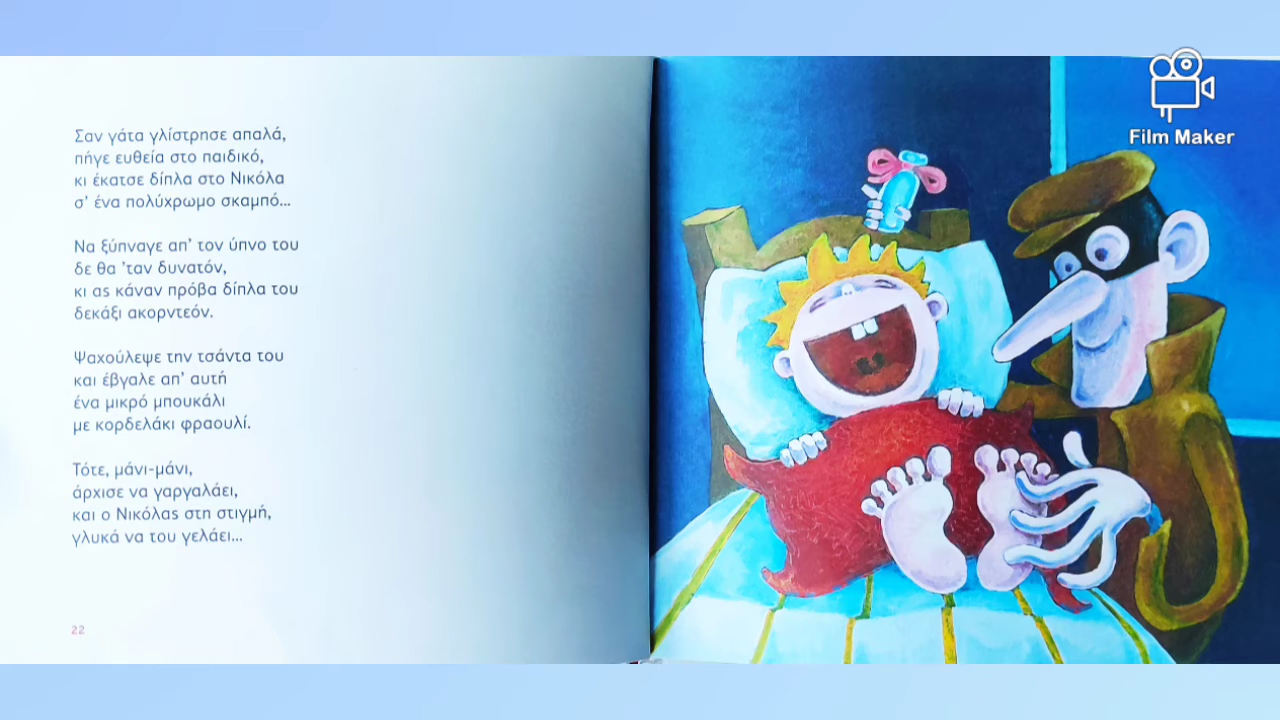 Σαν γάτα γλίστρησε απαλά,
πήγε ευθεία στο παιδικό,
κι έκατσε δίπλα στο Νικόλα
σ' ένα πολύχρωμο σκαμπό...
Να ξύπναγε απ' τον ύπνο του
δε θα 'ταν δυνατόν,
κι ας κάναν πρόβα δίπλα του
δεκάξι ακορντεόν.
Ψαχούλεψε την τσάντα του
και έβγαλε απ' αυτή
ένα μικρό μπουκάλι
με κορδελάκι φραουλί.
Τότε, μάνι-μάνι,
άρχισε να γαργαλάει,
και ο Νικόλας στη στιγμή,
γλυκά να του γελάει...
22
Film Maker